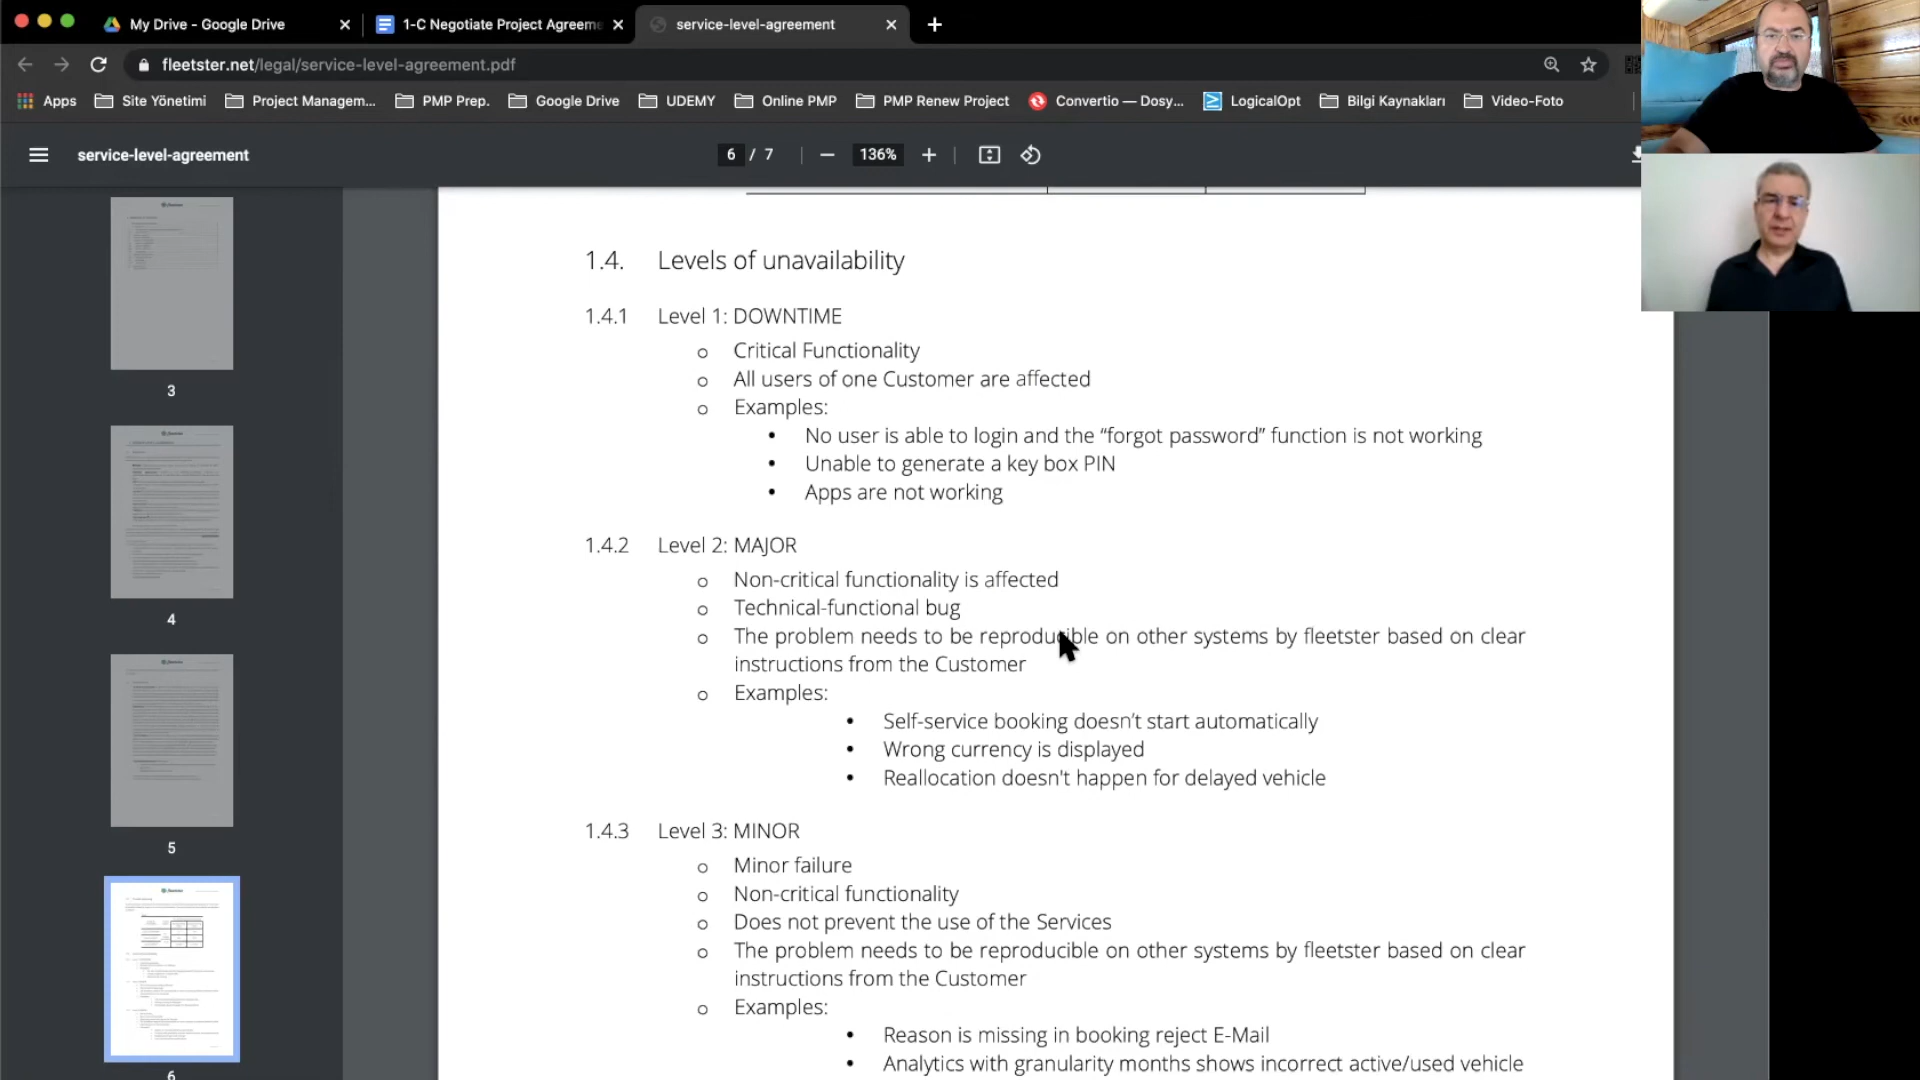 My Drive - Google Drive
1-C Negotiate Project Agreem
service-level-agreement
fleetster.net/legal/service-level-agreement.pdf
Apps
Site Yönetimi
Project Managem...
PMP Prep.
Google Drive
UDEMY
Online PMP
PMP Renew Project
Convertio — Dosy...
LogicalOpt
Bilgi Kaynakları
Video-Foto
service-level-agreement
6 / 7
136%
3
4
5
6
1.4. Levels of unavailability
1.4.1 Level 1: DOWNTIME
o Critical Functionality
o All users of one Customer are affected
o Examples:
• No user is able to login and the “forgot password” function is not working
• Unable to generate a key box PIN
• Apps are not working
1.4.2 Level 2: MAJOR
o Non-critical functionality is affected
o Technical-functional bug
o The problem needs to be reproducible on other systems by fleetster based on clear
instructions from the Customer
o Examples:
• Self-service booking doesn’t start automatically
• Wrong currency is displayed
• Reallocation doesn't happen for delayed vehicle
1.4.3 Level 3: MINOR
o Minor failure
o Non-critical functionality
o Does not prevent the use of the Services
o The problem needs to be reproducible on other systems by fleetster based on clear
instructions from the Customer
o Examples:
• Reason is missing in booking reject E-Mail
• Analytics with granularity months shows incorrect active/used vehicle